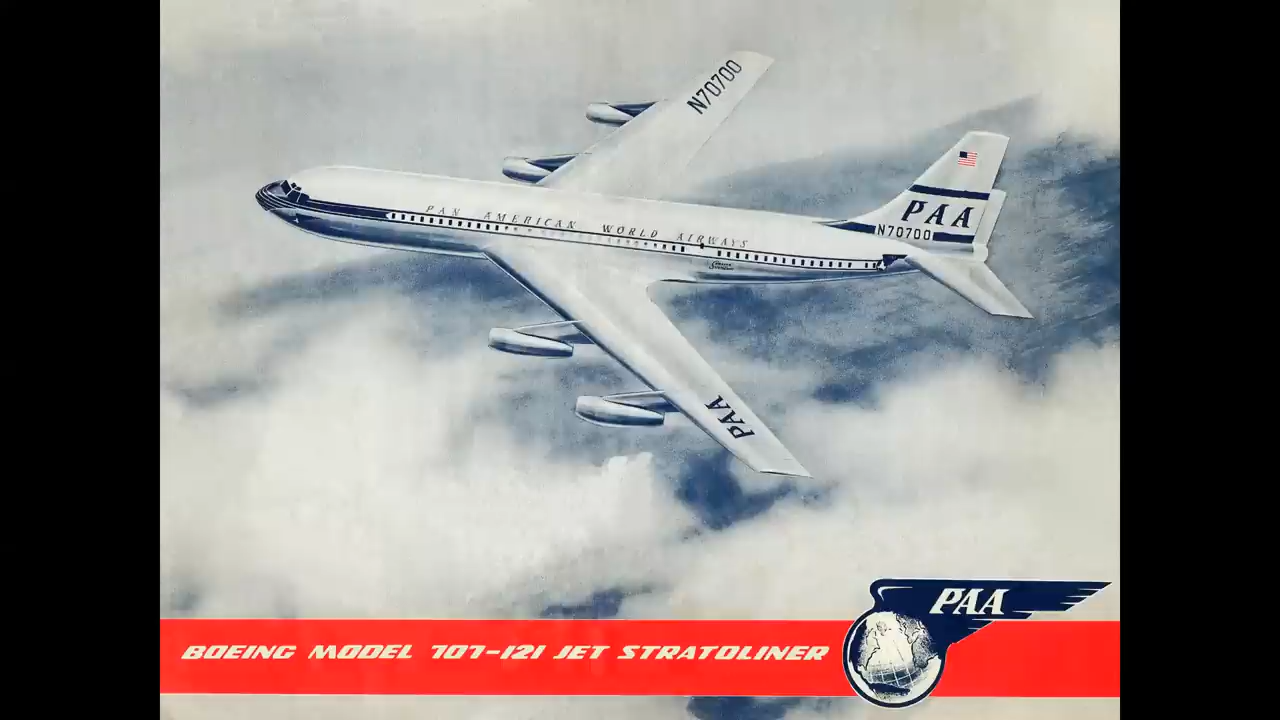 N70700
PAA
N70700
PAN AMERICAN WORLD AIRWAYS
PAA
PAA
BOEING MODEL 707-121 JET STRATOLINER